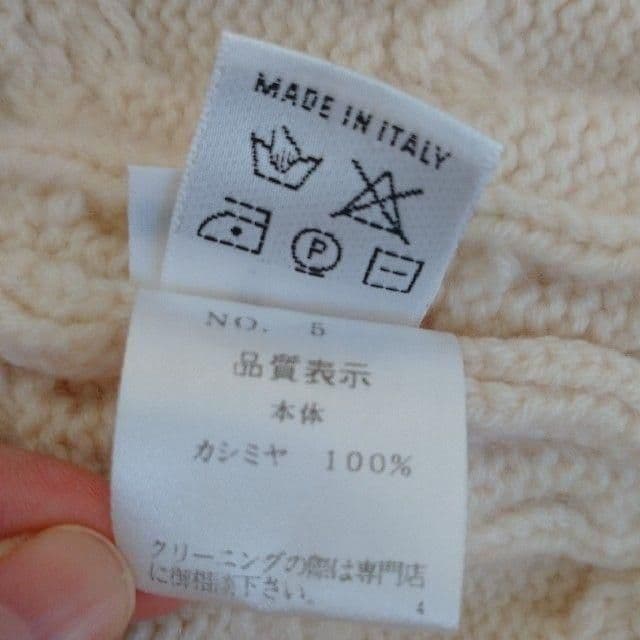 MADE IN ITALY
P
NO. 5
品質表示
本体
カシミヤ 100%
クリーニングの際は専門店
に御相談下さい。 4